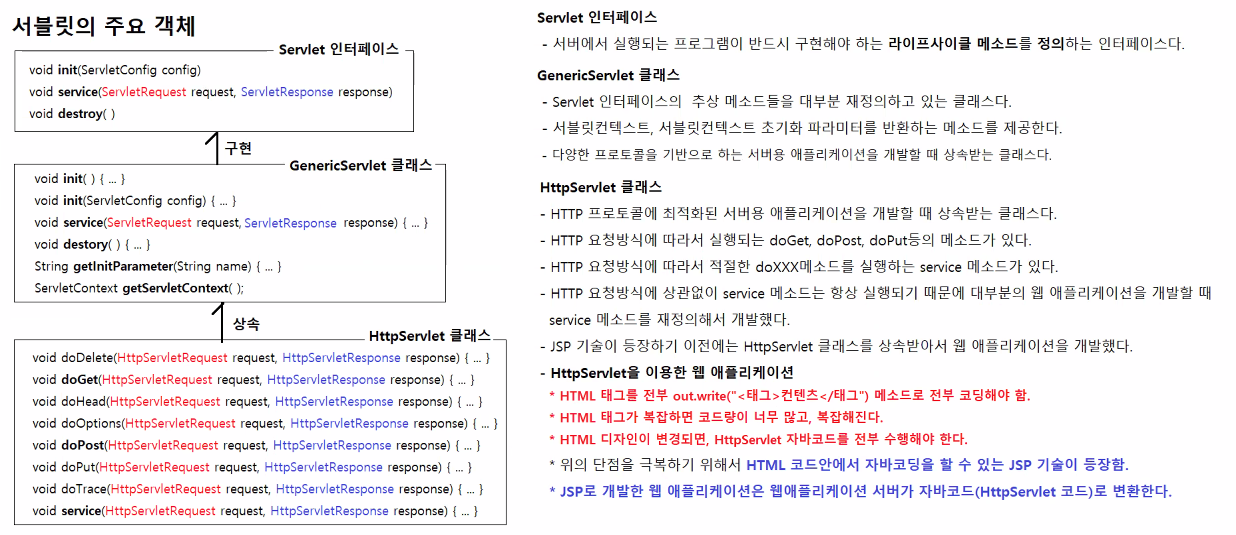 서블릿의 주요 객체
Servlet 인터페이스
void init(ServletConfig config)
void service(ServletRequest request, ServletResponse response)
void destroy( )
구현
GenericServlet 클래스
void init( ) { ... }
void init(ServletConfig config) { ... }
void service(ServletRequest request, ServletResponse response) { ... }
void destory( ) { ... }
String getInitParameter(String name) { ... }
ServletContext getServletContext( );
상속
HttpServlet 클래스
void doDelete(HttpServletRequest request, HttpServletResponse response) { ... }
void doGet(HttpServletRequest request, HttpServletResponse response) { ... }
void doHead(HttpServletRequest request, HttpServletResponse response) { ... }
void doOptions(HttpServletRequest request, HttpServletResponse response) { ... }
void doPost(HttpServletRequest request, HttpServletResponse response) { ... }
void doPut(HttpServletRequest request, HttpServletResponse response) { ... }
void doTrace(HttpServletRequest request, HttpServletResponse response) { ... }
void service(HttpServletRequest request, HttpServletResponse response) { ... }
Servlet 인터페이스
- 서버에서 실행되는 프로그램이 반드시 구현해야 하는 라이프사이클 메소드를 정의하는 인터페이스다.
GenericServlet 클래스
- Servlet 인터페이스의 추상 메소드들을 대부분 재정의하고 있는 클래스다.
- 서블릿컨텍스트, 서블릿컨텍스트 초기화 파라미터를 반환하는 메소드를 제공한다.
- 다양한 프로토콜을 기반으로 하는 서버용 애플리케이션을 개발할 때 상속받는 클래스다.
HttpServlet 클래스
- HTTP 프로토콜에 최적화된 서버용 애플리케이션을 개발할 때 상속받는 클래스다.
- HTTP 요청방식에 따라서 실행되는 doGet, doPost, doPut등의 메소드가 있다.
- HTTP 요청방식에 따라서 적절한 doXXX메소드를 실행하는 service 메소드가 있다.
- HTTP 요청방식에 상관없이 service 메소드는 항상 실행되기 때문에 대부분의 웹 애플리케이션을 개발할 때
service 메소드를 재정의해서 개발했다.
- JSP 기술이 등장하기 이전에는 HttpServlet 클래스를 상속받아서 웹 애플리케이션을 개발했다.
- HttpServlet을 이용한 웹 애플리케이션
* HTML 태그를 전부 out.write("<태그>컨텐츠</태그") 메소드로 전부 코딩해야 함.
* HTML 태그가 복잡하면 코드량이 너무 많고, 복잡해진다.
* HTML 디자인이 변경되면, HttpServlet 자바코드를 전부 수행해야 한다.
* 위의 단점을 극복하기 위해서 HTML 코드안에서 자바코딩을 할 수 있는 JSP 기술이 등장함.
* JSP로 개발한 웹 애플리케이션은 웹애플리케이션 서버가 자바코드(HttpServlet 코드)로 변환한다.